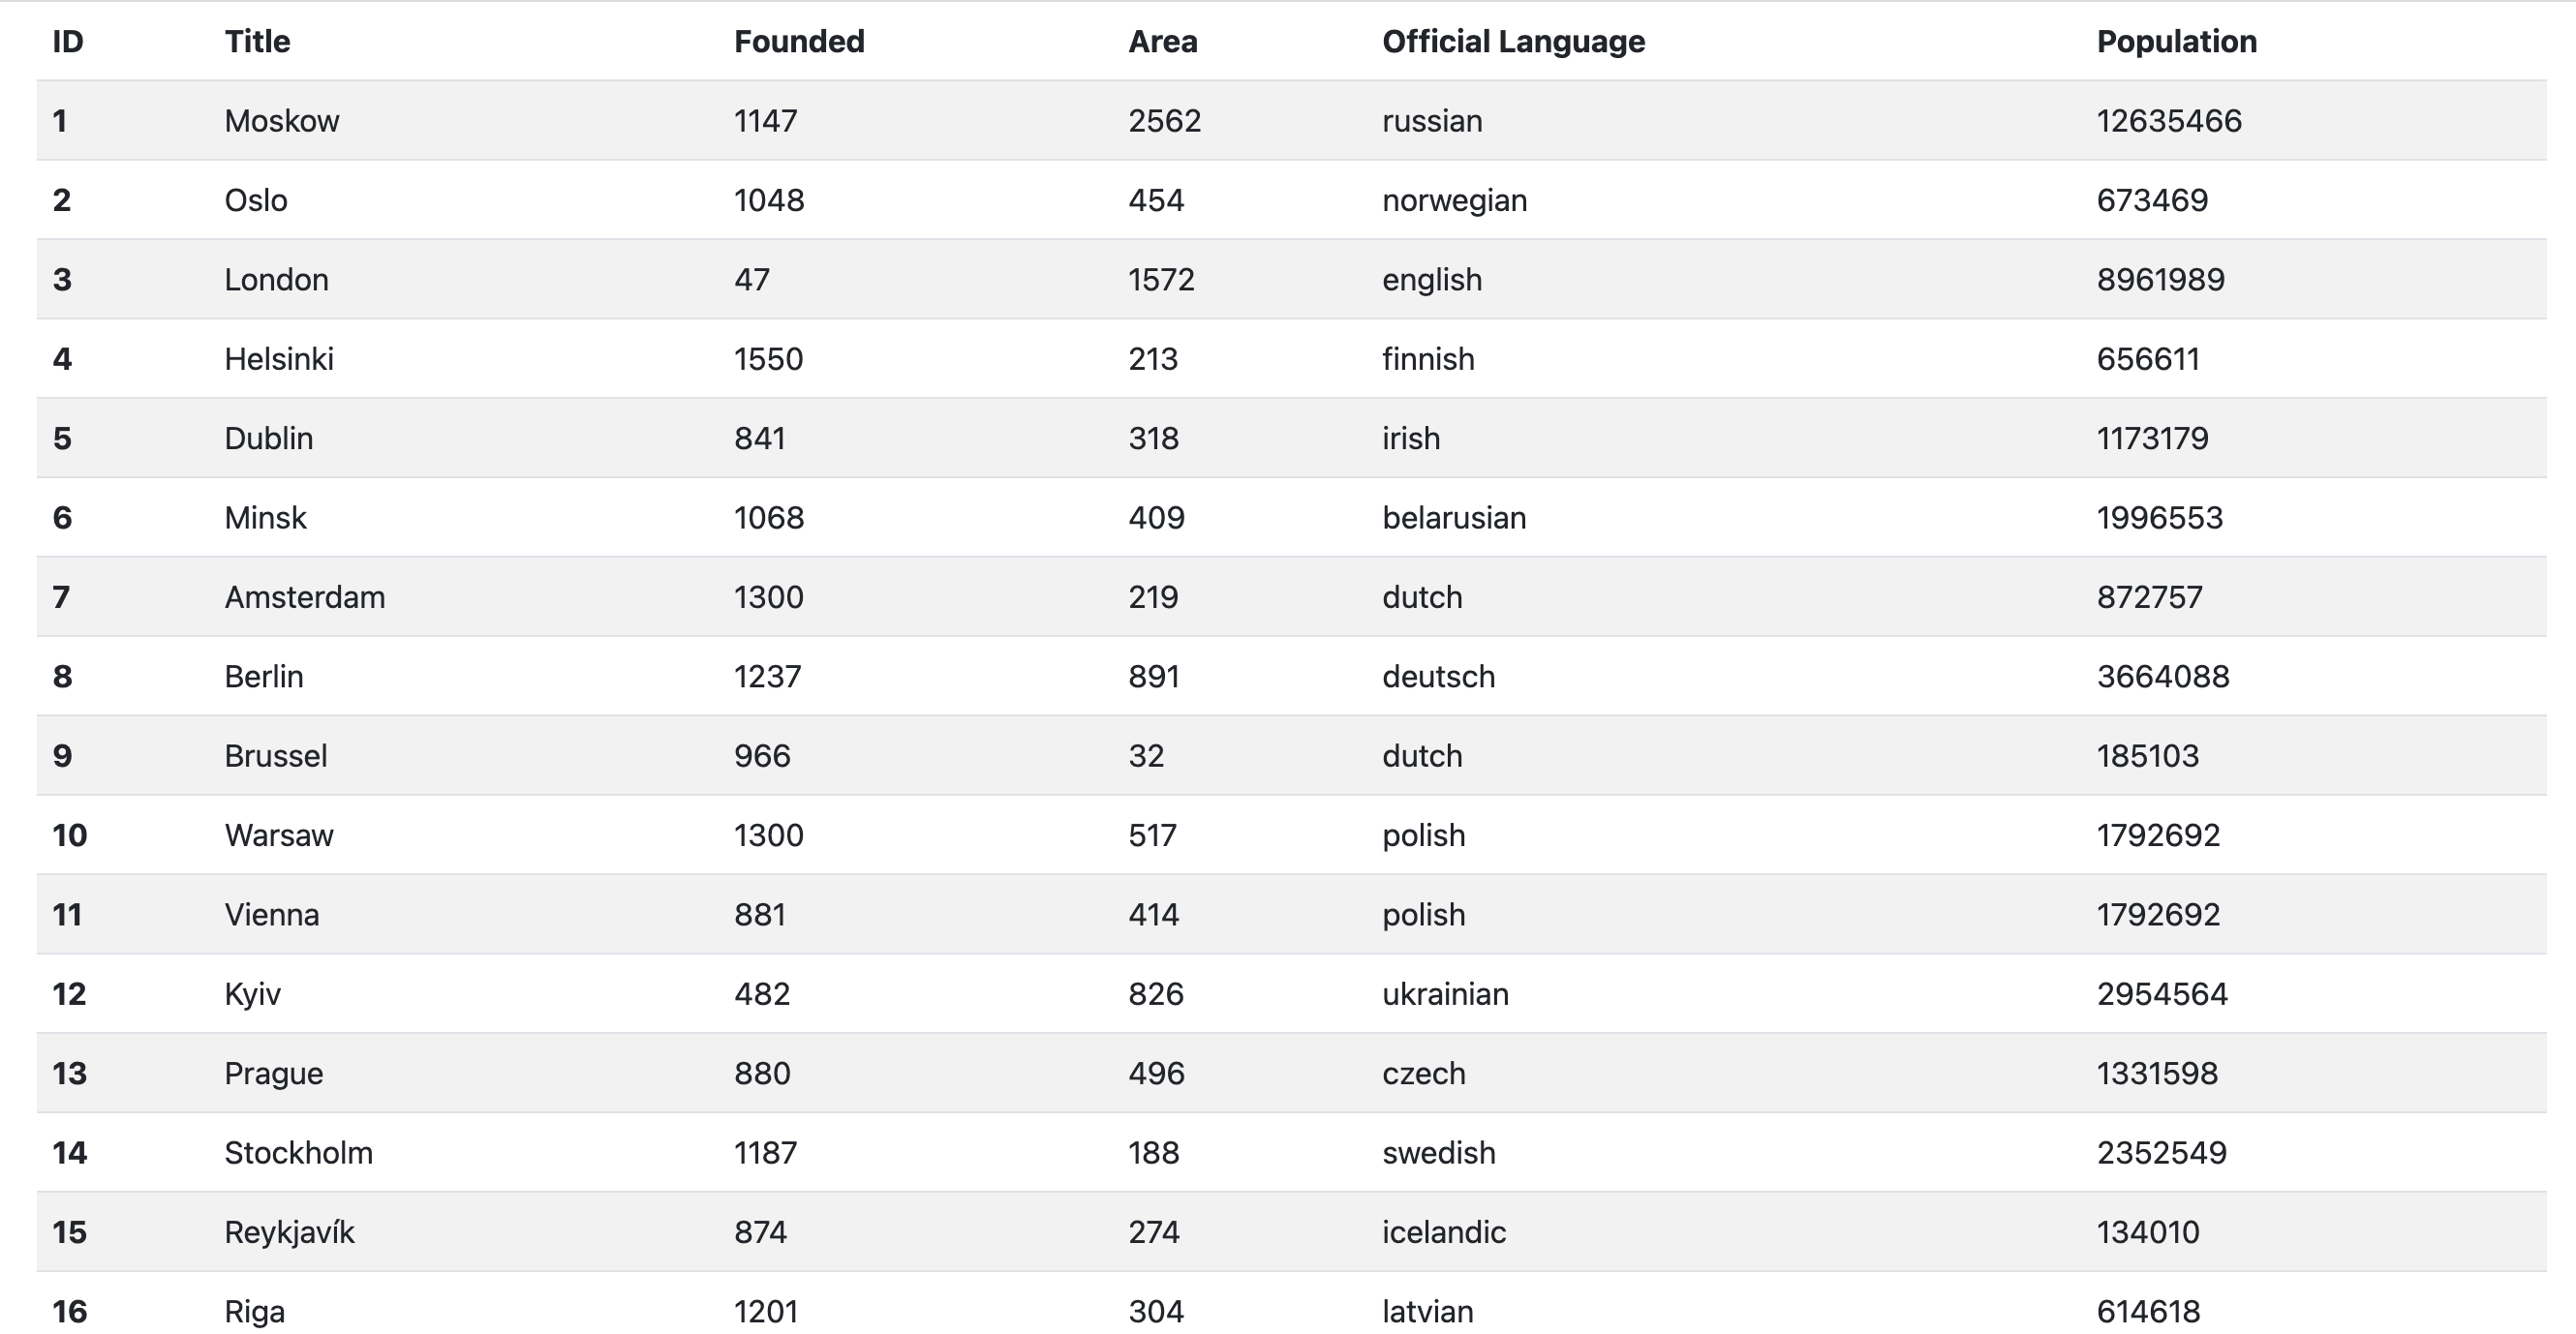 ID Title Founded Area Official Language Population
1 Moskow 1147 2562 russian 12635466
2 Oslo 1048 454 norwegian 673469
3 London 47 1572 english 8961989
4 Helsinki 1550 213 finnish 656611
5 Dublin 841 318 irish 1173179
6 Minsk 1068 409 belarusian 1996553
7 Amsterdam 1300 219 dutch 872757
8 Berlin 1237 891 deutsch 3664088
9 Brussel 966 32 dutch 185103
10 Warsaw 1300 517 polish 1792692
11 Vienna 881 414 polish 1792692
12 Kyiv 482 826 ukrainian 2954564
13 Prague 880 496 czech 1331598
14 Stockholm 1187 188 swedish 2352549
15 Reykjavík 874 274 icelandic 134010
16 Riga 1201 304 latvian 614618